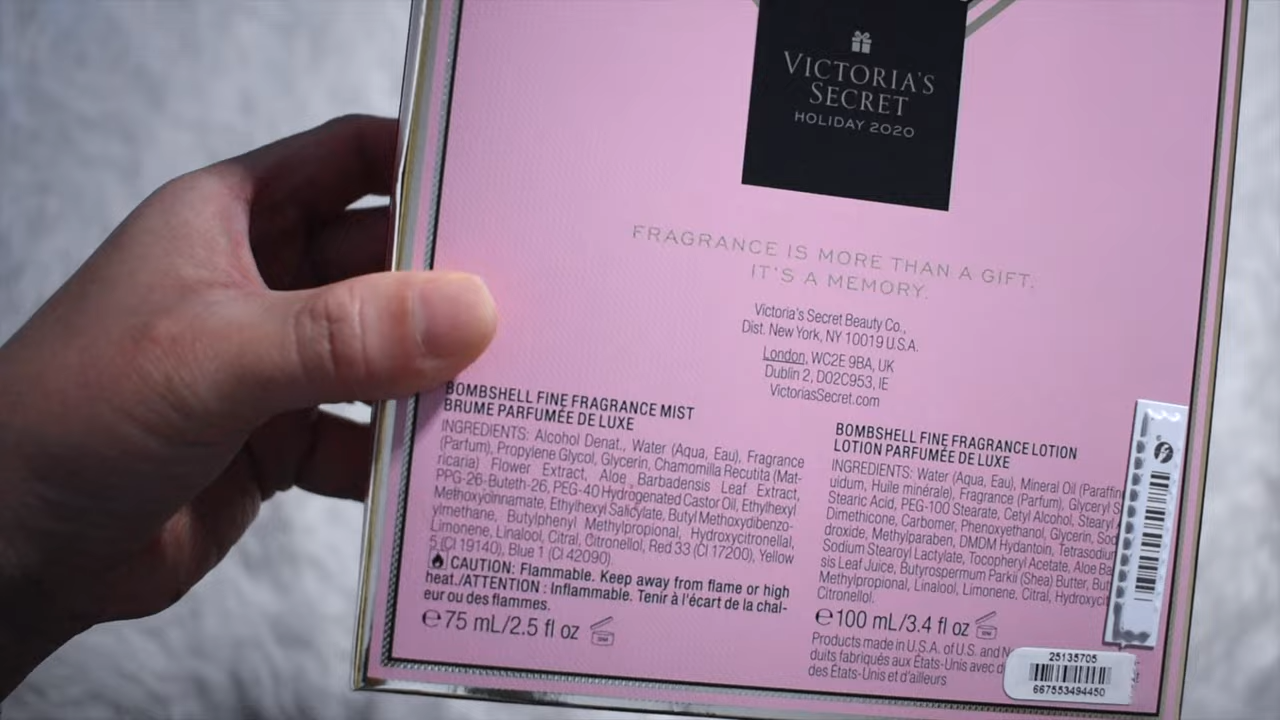 VICTORIA'S
SECRET
HOLIDAY 2020
FRAGRANCE IS MORE THAN A GIFT.
IT'S A MEMORY.
Victoria's Secret Beauty Co.,
Dist. New York, NY 10019 U.S.A.
London, WC2E 9BA, UK
Dublin 2, D02C953, IE
VictoriasSecret.com
BOMBSHELL FINE FRAGRANCE MIST
BRUME PARFUMÉE DE LUXE
INGREDIENTS: Alcohol Denat., Water (Aqua, Eau), Fragrance
(Parfum), Propylene Glycol, Glycerin, Chamomilla Recutita (Mat-
ricaria) Flower Extract, Aloe Barbadensis Leaf Extract,
PPG-26-Buteth-26, PEG-40 Hydrogenated Castor Oil, Ethylhexyl
Methoxycinnamate, Ethylhexyl Salicylate, Butyl Methoxydibenzo-
ylmethane, Butylphenyl Methylpropional, Hydroxycitronellal,
Limonene, Linalool, Citral, Citronellol, Red 33 (CI 17200), Yellow
5 (CI 19140), Blue 1 (CI 42090).
CAUTION: Flammable. Keep away from flame or high
heat./ATTENTION : Inflammable. Tenir à l'écart de la chal-
eur ou des flammes.
℮ 75 mL/2.5 fl oz
BOMBSHELL FINE FRAGRANCE LOTION
LOTION PARFUMÉE DE LUXE
INGREDIENTS: Water (Aqua, Eau), Mineral Oil (Paraffin
uidum, Huile minérale), Fragrance (Parfum), Glyceryl S
Stearic Acid, PEG-100 Stearate, Cetyl Alcohol, Stearyl
Dimethicone, Carbomer, Phenoxyethanol, Glycerin, Sod
droxide, Methylparaben, DMDM Hydantoin, Tetrasodiu
Sodium Stearoyl Lactylate, Tocopheryl Acetate, Aloe Ba
sis Leaf Juice, Butyrospermum Parkii (Shea) Butter, But
Methylpropional, Linalool, Limonene, Citral, Hydroxycit
Citronellol.
℮ 100 mL/3.4 fl oz
Products made in U.S.A. of U.S. and N
duits fabriqués aux États-Unis avec d
des États-Unis et d'ailleurs
25135705
667553494450